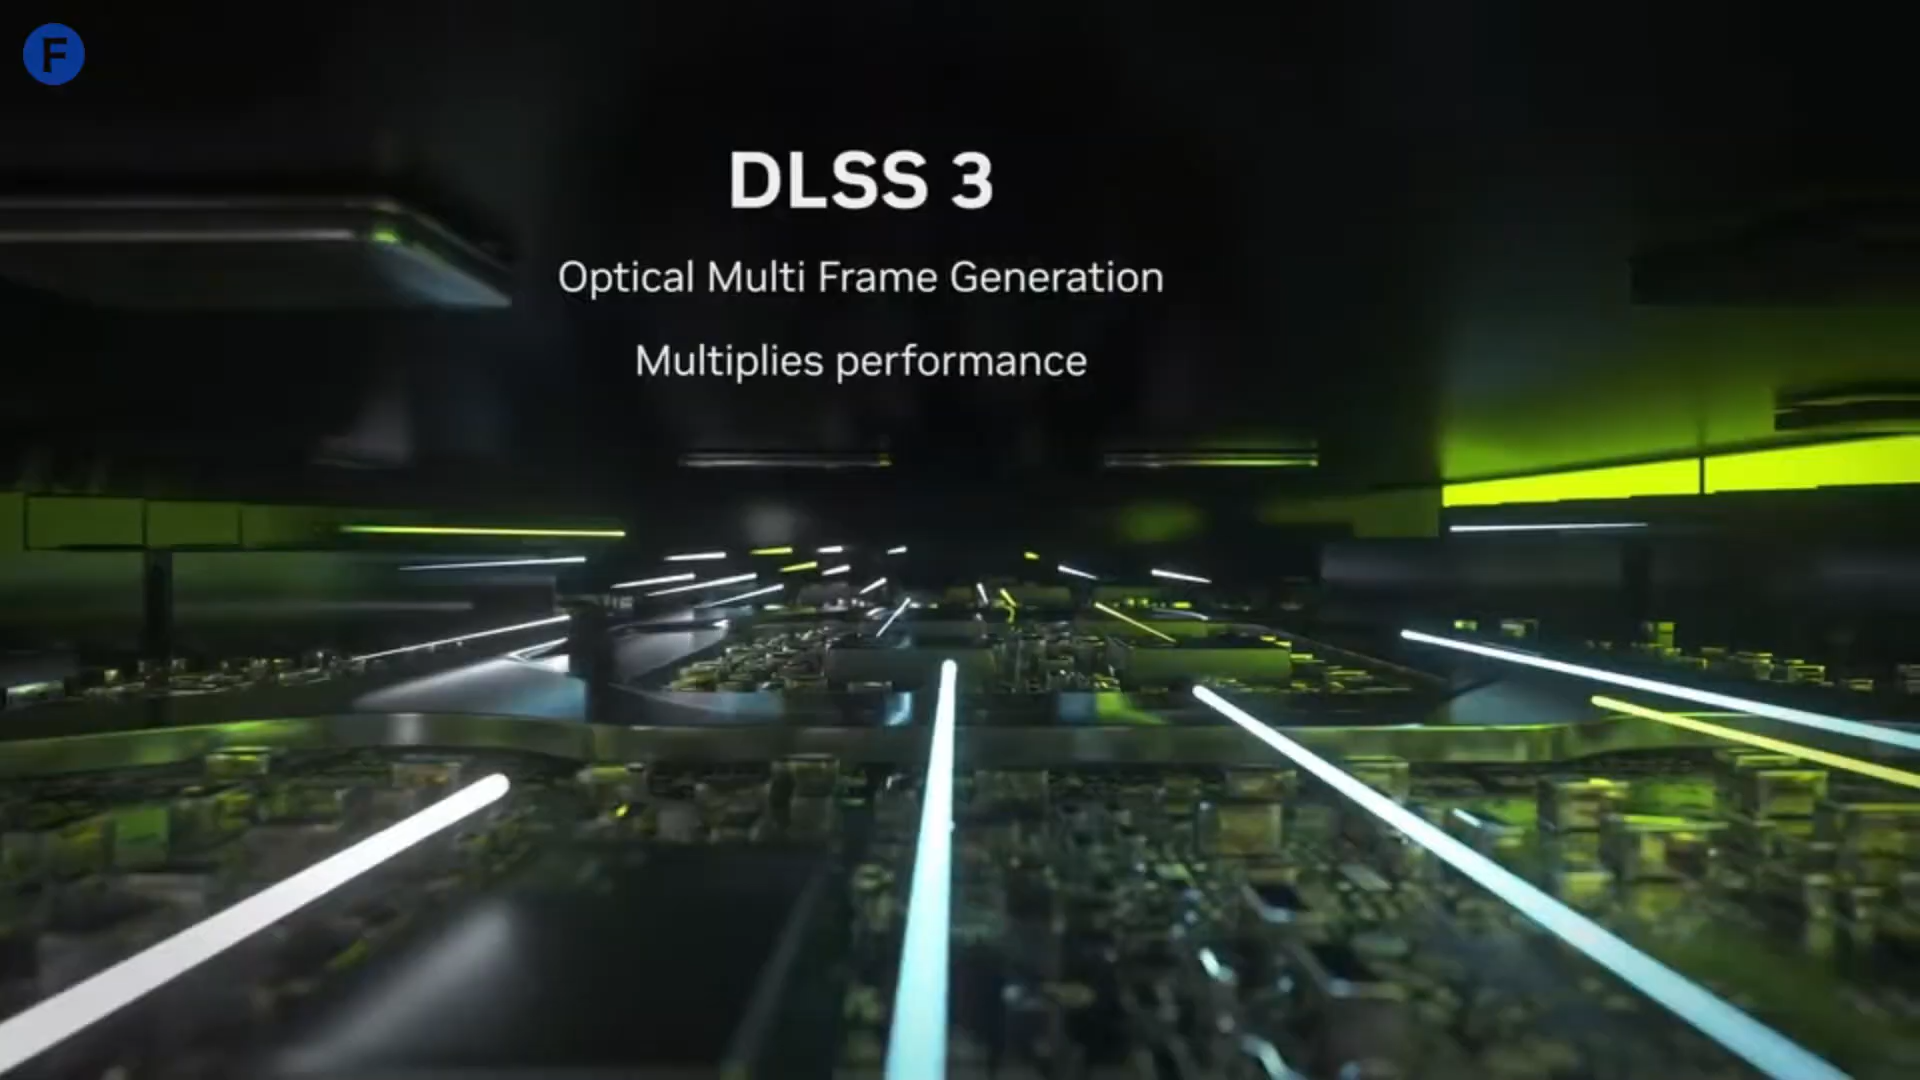 F
DLSS 3
Optical Multi Frame Generation
Multiplies performance